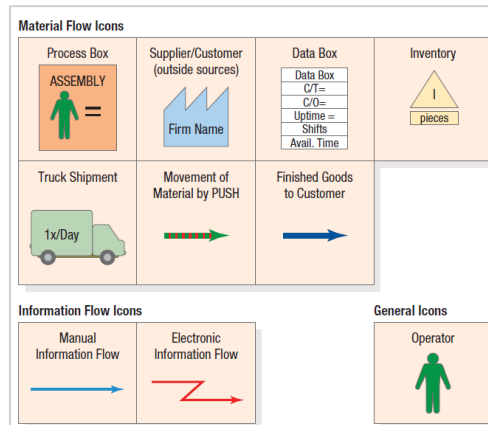 Material Flow Icons
Process Box
ASSEMBLY
=
Supplier/Customer
(outside sources)
Firm Name
Data Box
Data Box
C/T=
C/O=
Uptime =
Shifts
Avail. Time
Inventory
I
pieces
Truck Shipment
1x/Day
Movement of
Material by PUSH
Finished Goods
to Customer
Information Flow Icons
Manual
Information Flow
Electronic
Information Flow
General Icons
Operator